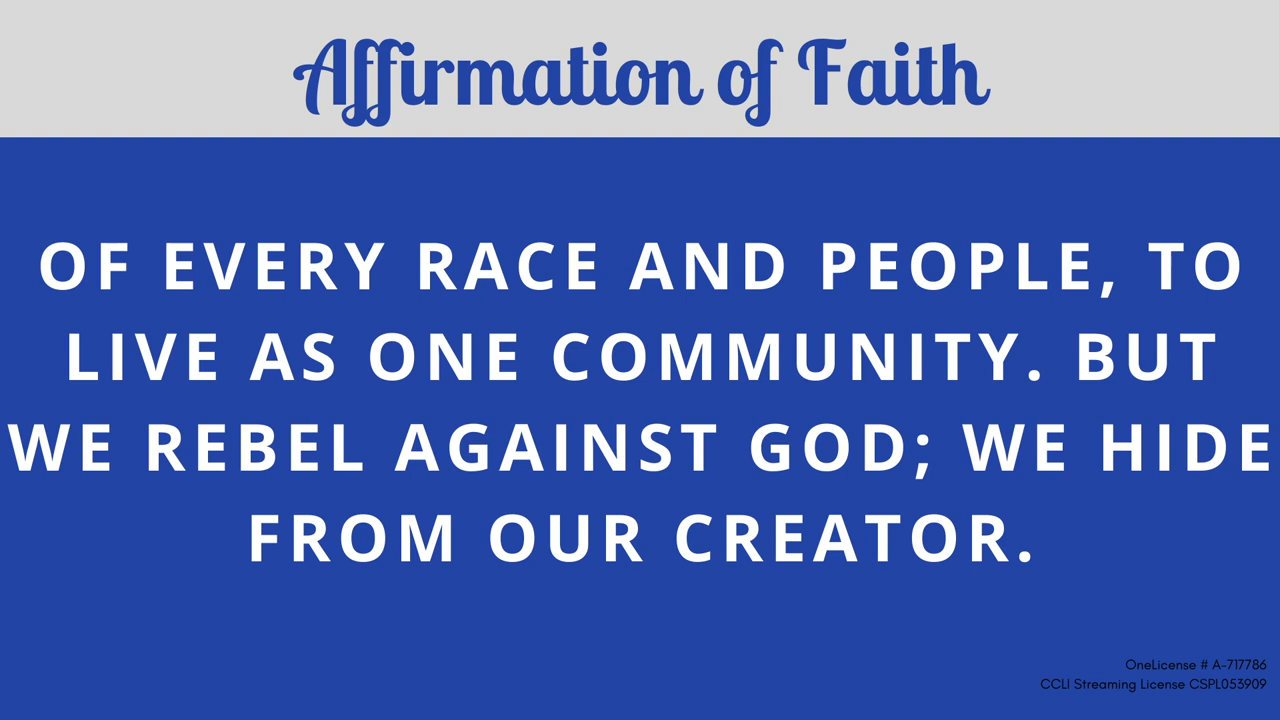 Affirmation of Faith
OF EVERY RACE AND PEOPLE, TO
LIVE AS ONE COMMUNITY. BUT
WE REBEL AGAINST GOD; WE HIDE
FROM OUR CREATOR.
OneLicense # A-717786
CCLI Streaming License CSPL053909